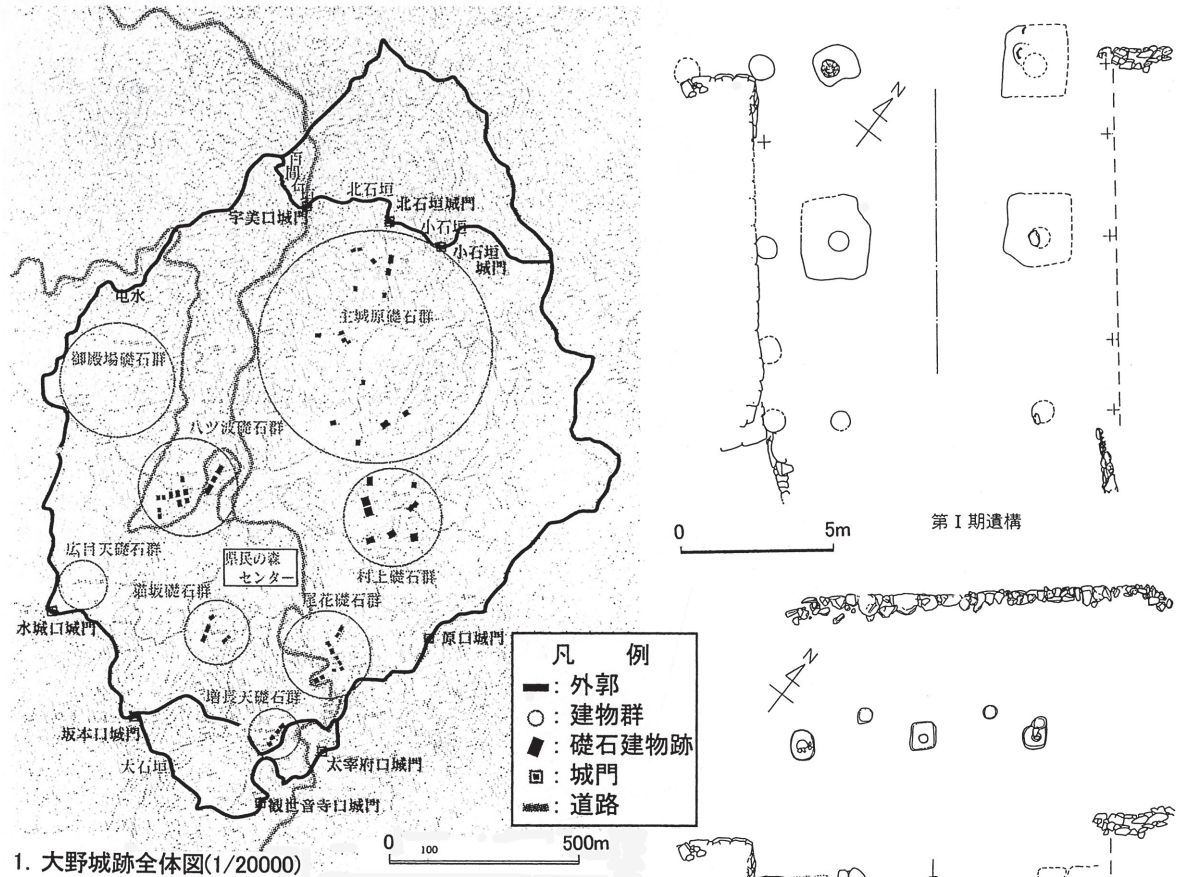 百間石
北石垣
北石垣城門
宇美口城門
小石垣
小石垣
城門
屯水
主城原礎石群
御殿場礎石群
八ツ波礎石群
広目天礎石群
県民の森
センター
村上礎石群
猫坂礎石群
尾花礎石群
水城口城門
原口城門
増長天礎石群
坂本口城門
大石垣
太宰府口城門
観世音寺口城門
凡 例
: 外郭
: 建物群
: 礎石建物跡
: 城門
: 道路
0 100 500m
1. 大野城跡全体図(1/20000)
N
0 5m
第Ⅰ期遺構
N